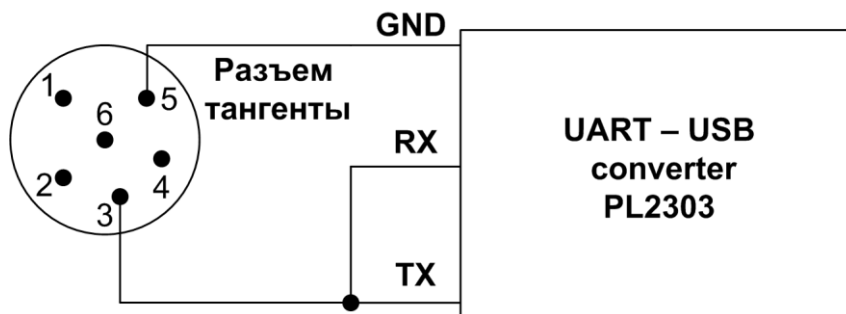 GND
Разъем
тангенты
1
5
6
4
2
3
RX
TX
UART – USB
converter
PL2303